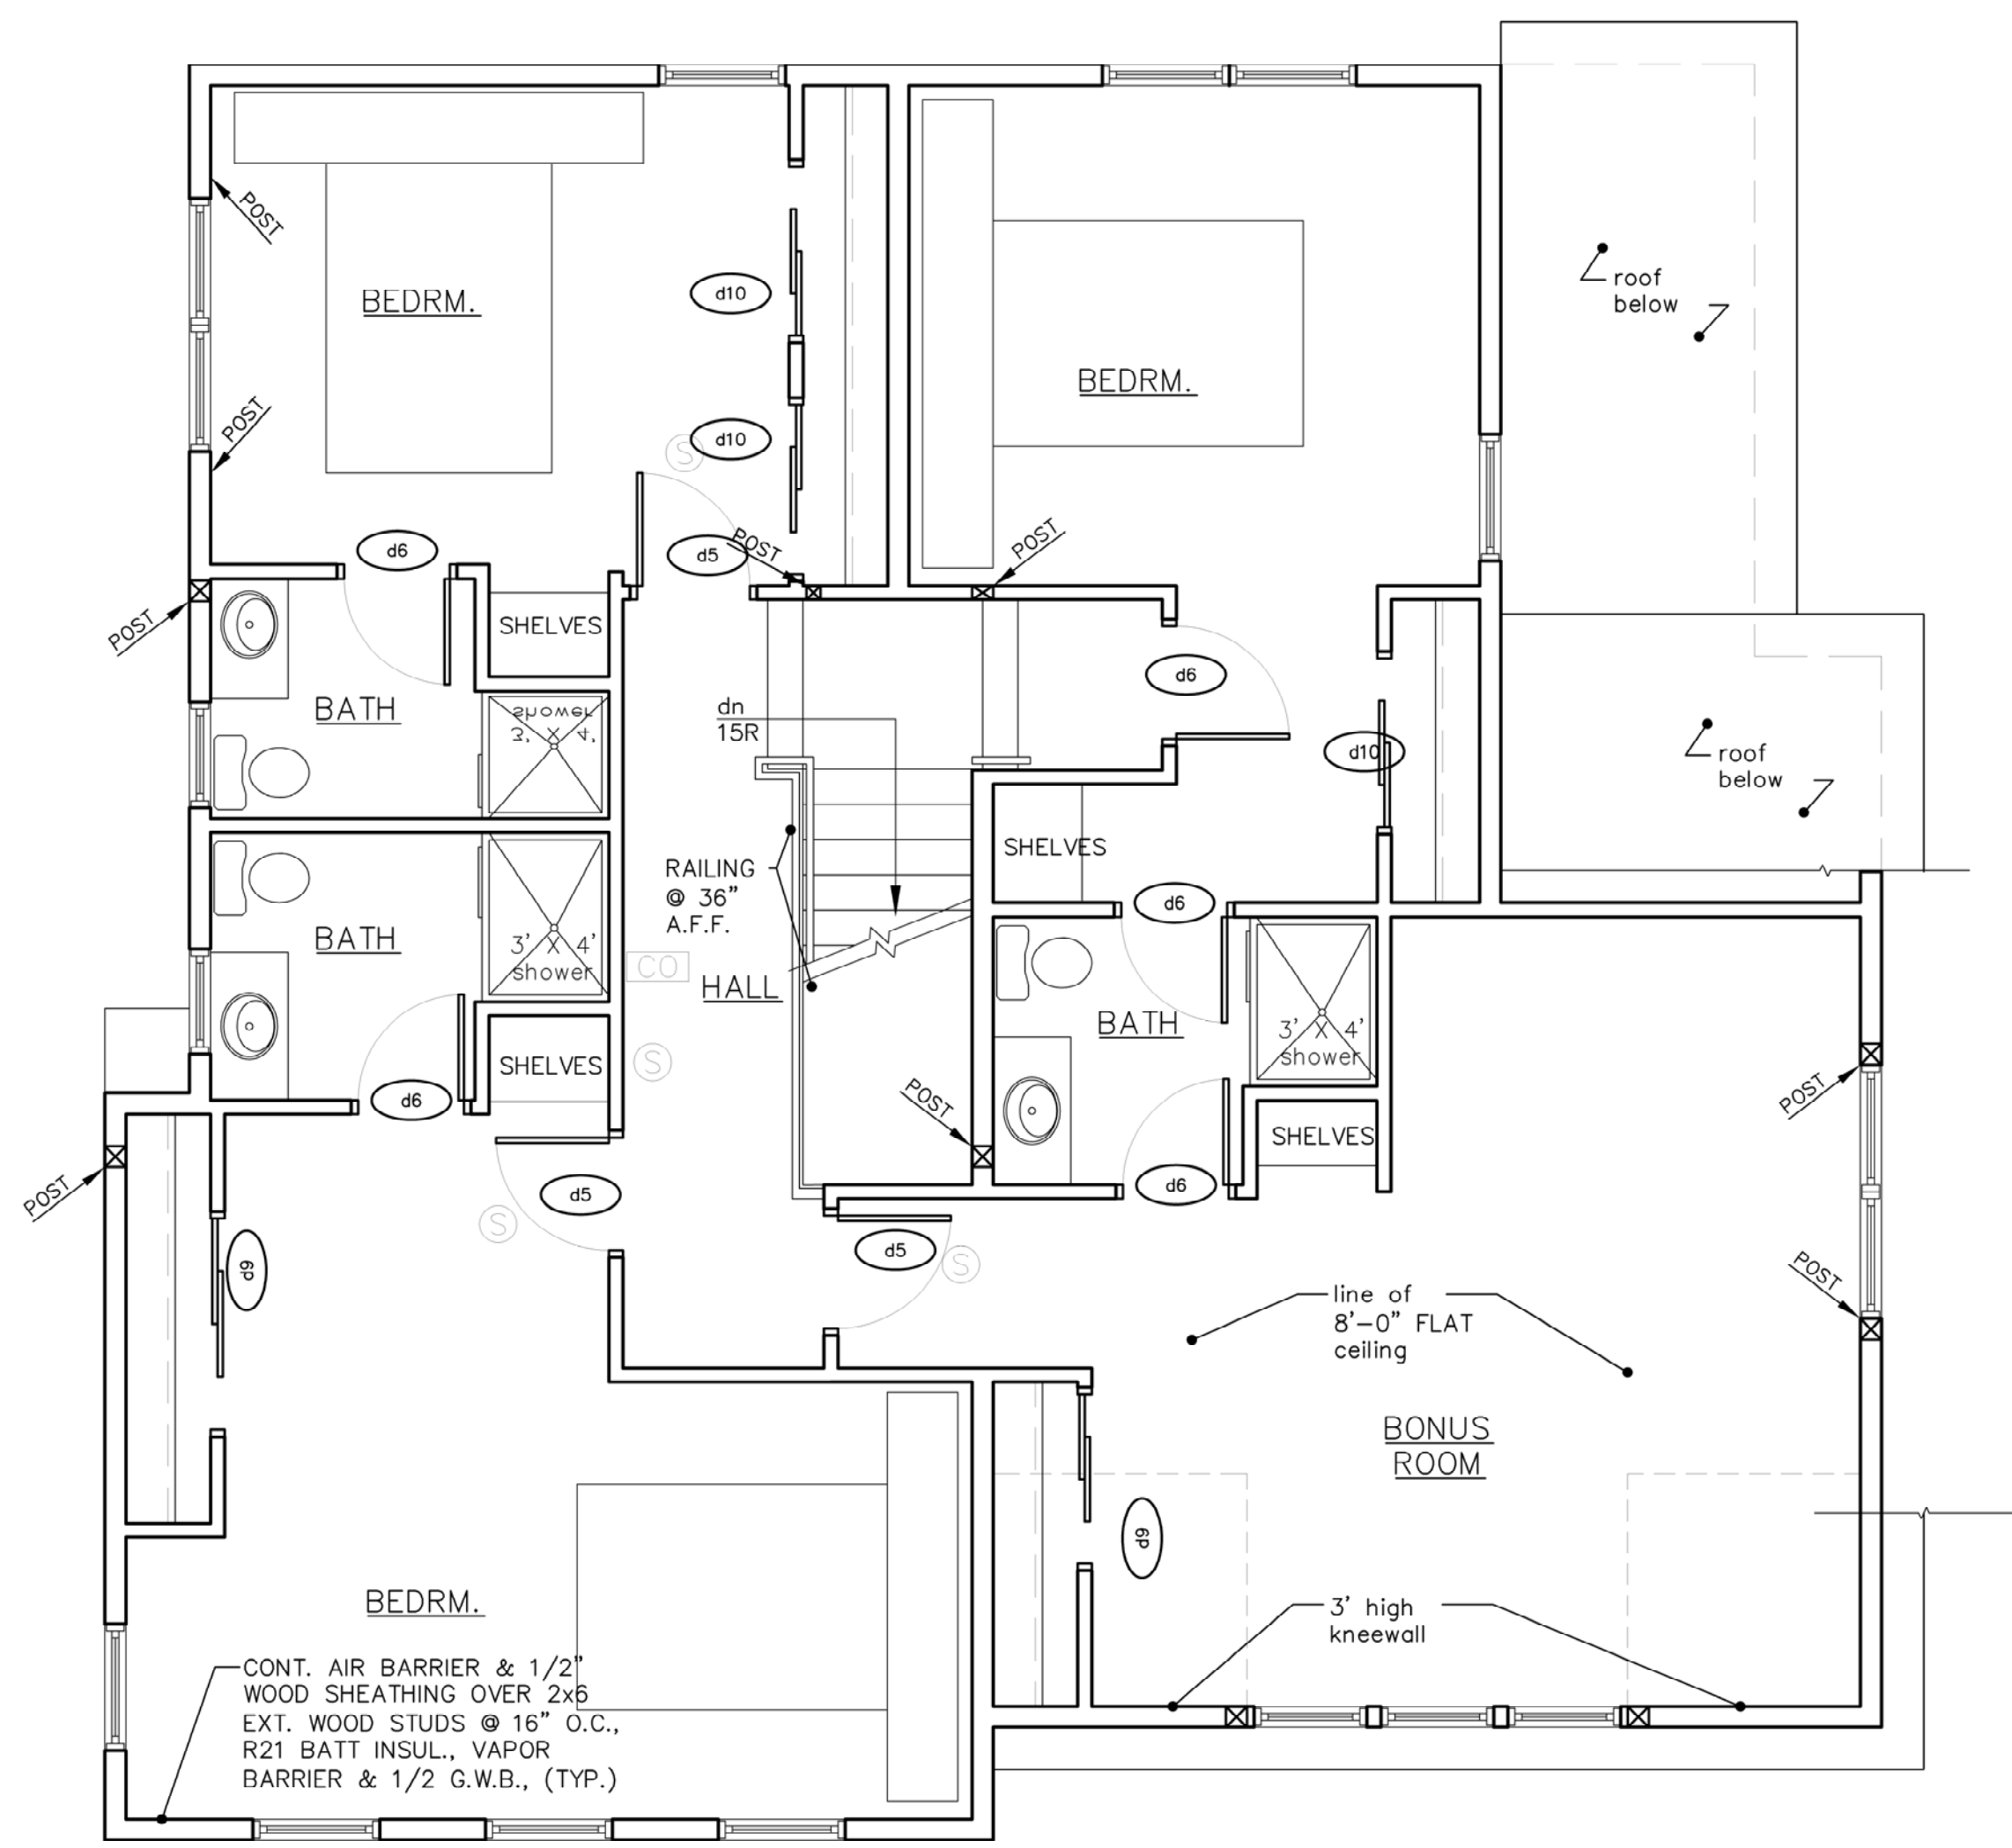 POST
BEDRM.
d10
roof
below
BEDRM.
POST
d10
S
d6
d5
POST
POST
POST
SHELVES
d6
BATH
shower
3' X 4'
dn
15R
d10
roof
below
RAILING
@ 36"
A.F.F.
SHELVES
d6
BATH
3' X 4'
shower
CO
HALL
BATH
3' X 4'
shower
SHELVES
S
d6
POST
POST
SHELVES
POST
d5
d6
S
d5
S
d9
POST
line of
8'-0" FLAT
ceiling
BONUS
ROOM
d9
BEDRM.
3' high
kneewall
CONT. AIR BARRIER & 1/2"
WOOD SHEATHING OVER 2x6
EXT. WOOD STUDS @ 16" O.C.,
R21 BATT INSUL., VAPOR
BARRIER & 1/2 G.W.B., (TYP.)